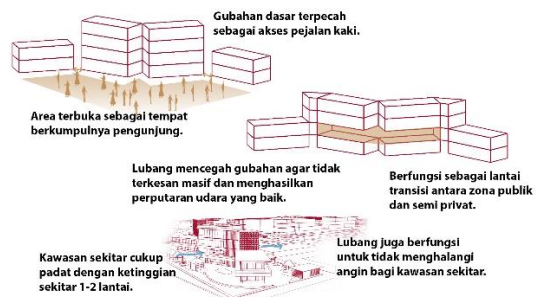 Gubahan dasar terpecah
sebagai akses pejalan kaki.
Area terbuka sebagai tempat
berkumpulnya pengunjung.
Lubang mencegah gubahan agar tidak
terkesan masif dan menghasilkan
perputaran udara yang baik.
Berfungsi sebagai lantai
transisi antara zona publik
dan semi privat.
Kawasan sekitar cukup
padat dengan ketinggian
sekitar 1-2 lantai.
Lubang juga berfungsi
untuk tidak menghalangi
angin bagi kawasan sekitar.